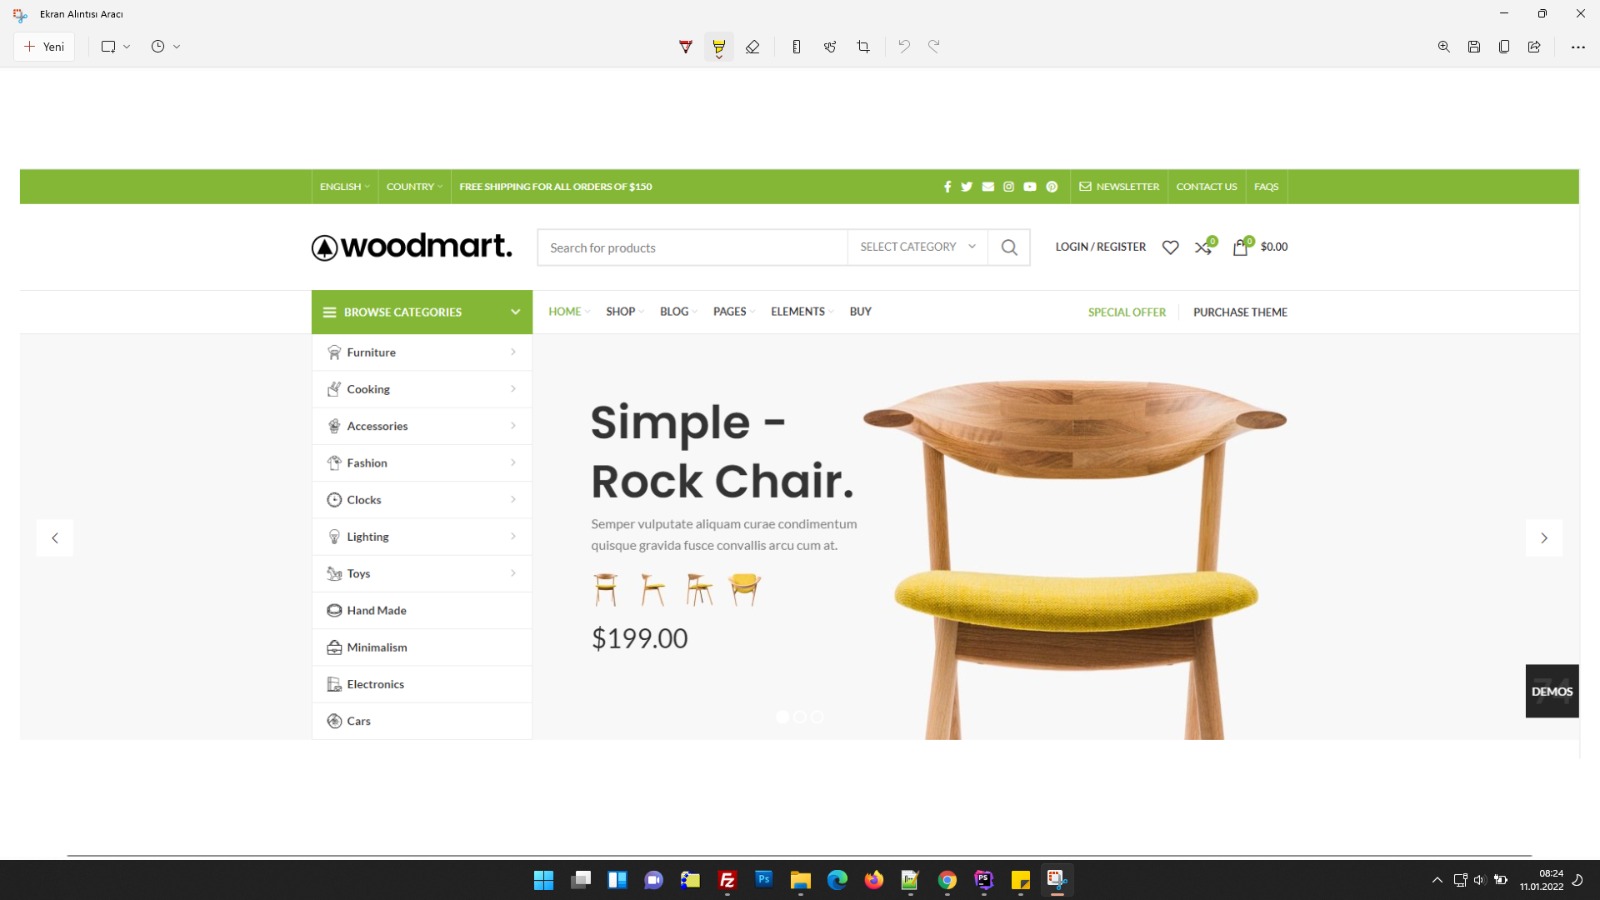 Ekran Alıntısı Aracı
Yeni
ENGLISH COUNTRY FREE SHIPPING FOR ALL ORDERS OF $150 NEWSLETTER CONTACT US FAQS
woodmart. Search for products SELECT CATEGORY LOGIN / REGISTER 0 0 $0.00
BROWSE CATEGORIES HOME SHOP BLOG PAGES ELEMENTS BUY SPECIAL OFFER PURCHASE THEME
Furniture
Cooking
Accessories
Fashion
Clocks
Lighting
Toys
Hand Made
Minimalism
Electronics
Cars
Simple -
Rock Chair.
Semper vulputate aliquam curae condimentum
quisque gravida fusce convallis arcu cum at.
$199.00
74
DEMOS
Fz Ps PS
08:24
11.01.2022